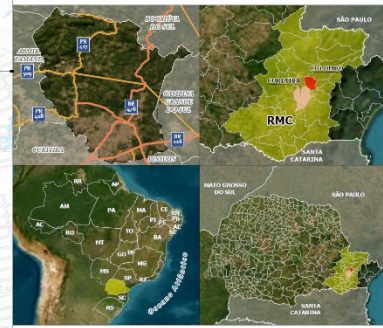 BOCAIÚVA
DO SUL
PR
417
ALMIR.
TAMAND.
PR
509
CAMPINA
GRANDE
DO SUL
BR
476
PR
418
BR
116
CURITIBA
PINHAIS
SÃO PAULO
COLOMBO
CURITIBA
RMC
SANTA
CATARINA
RR
AP
AM
PA
MA
CE
RN
PB
PI
PE
AC
AL
SE
TO
RO
BA
MT
GO
DF
MG
MS
ES
SP
RJ
SC
RS
Oceano Atlântico
MATO GROSSO
DO SUL
SÃO PAULO
SANTA
CATARINA